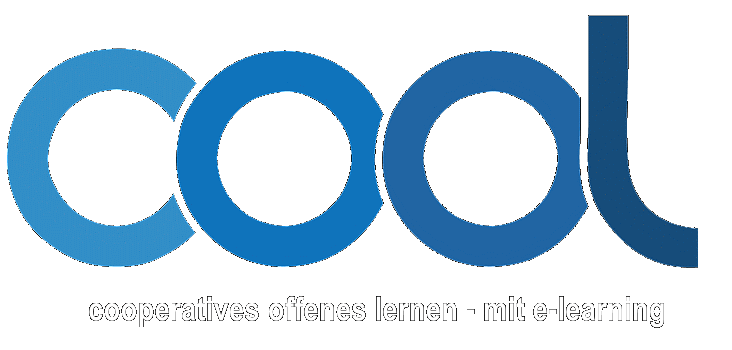 cool
cooperatives offenes lernen - mit e-learning